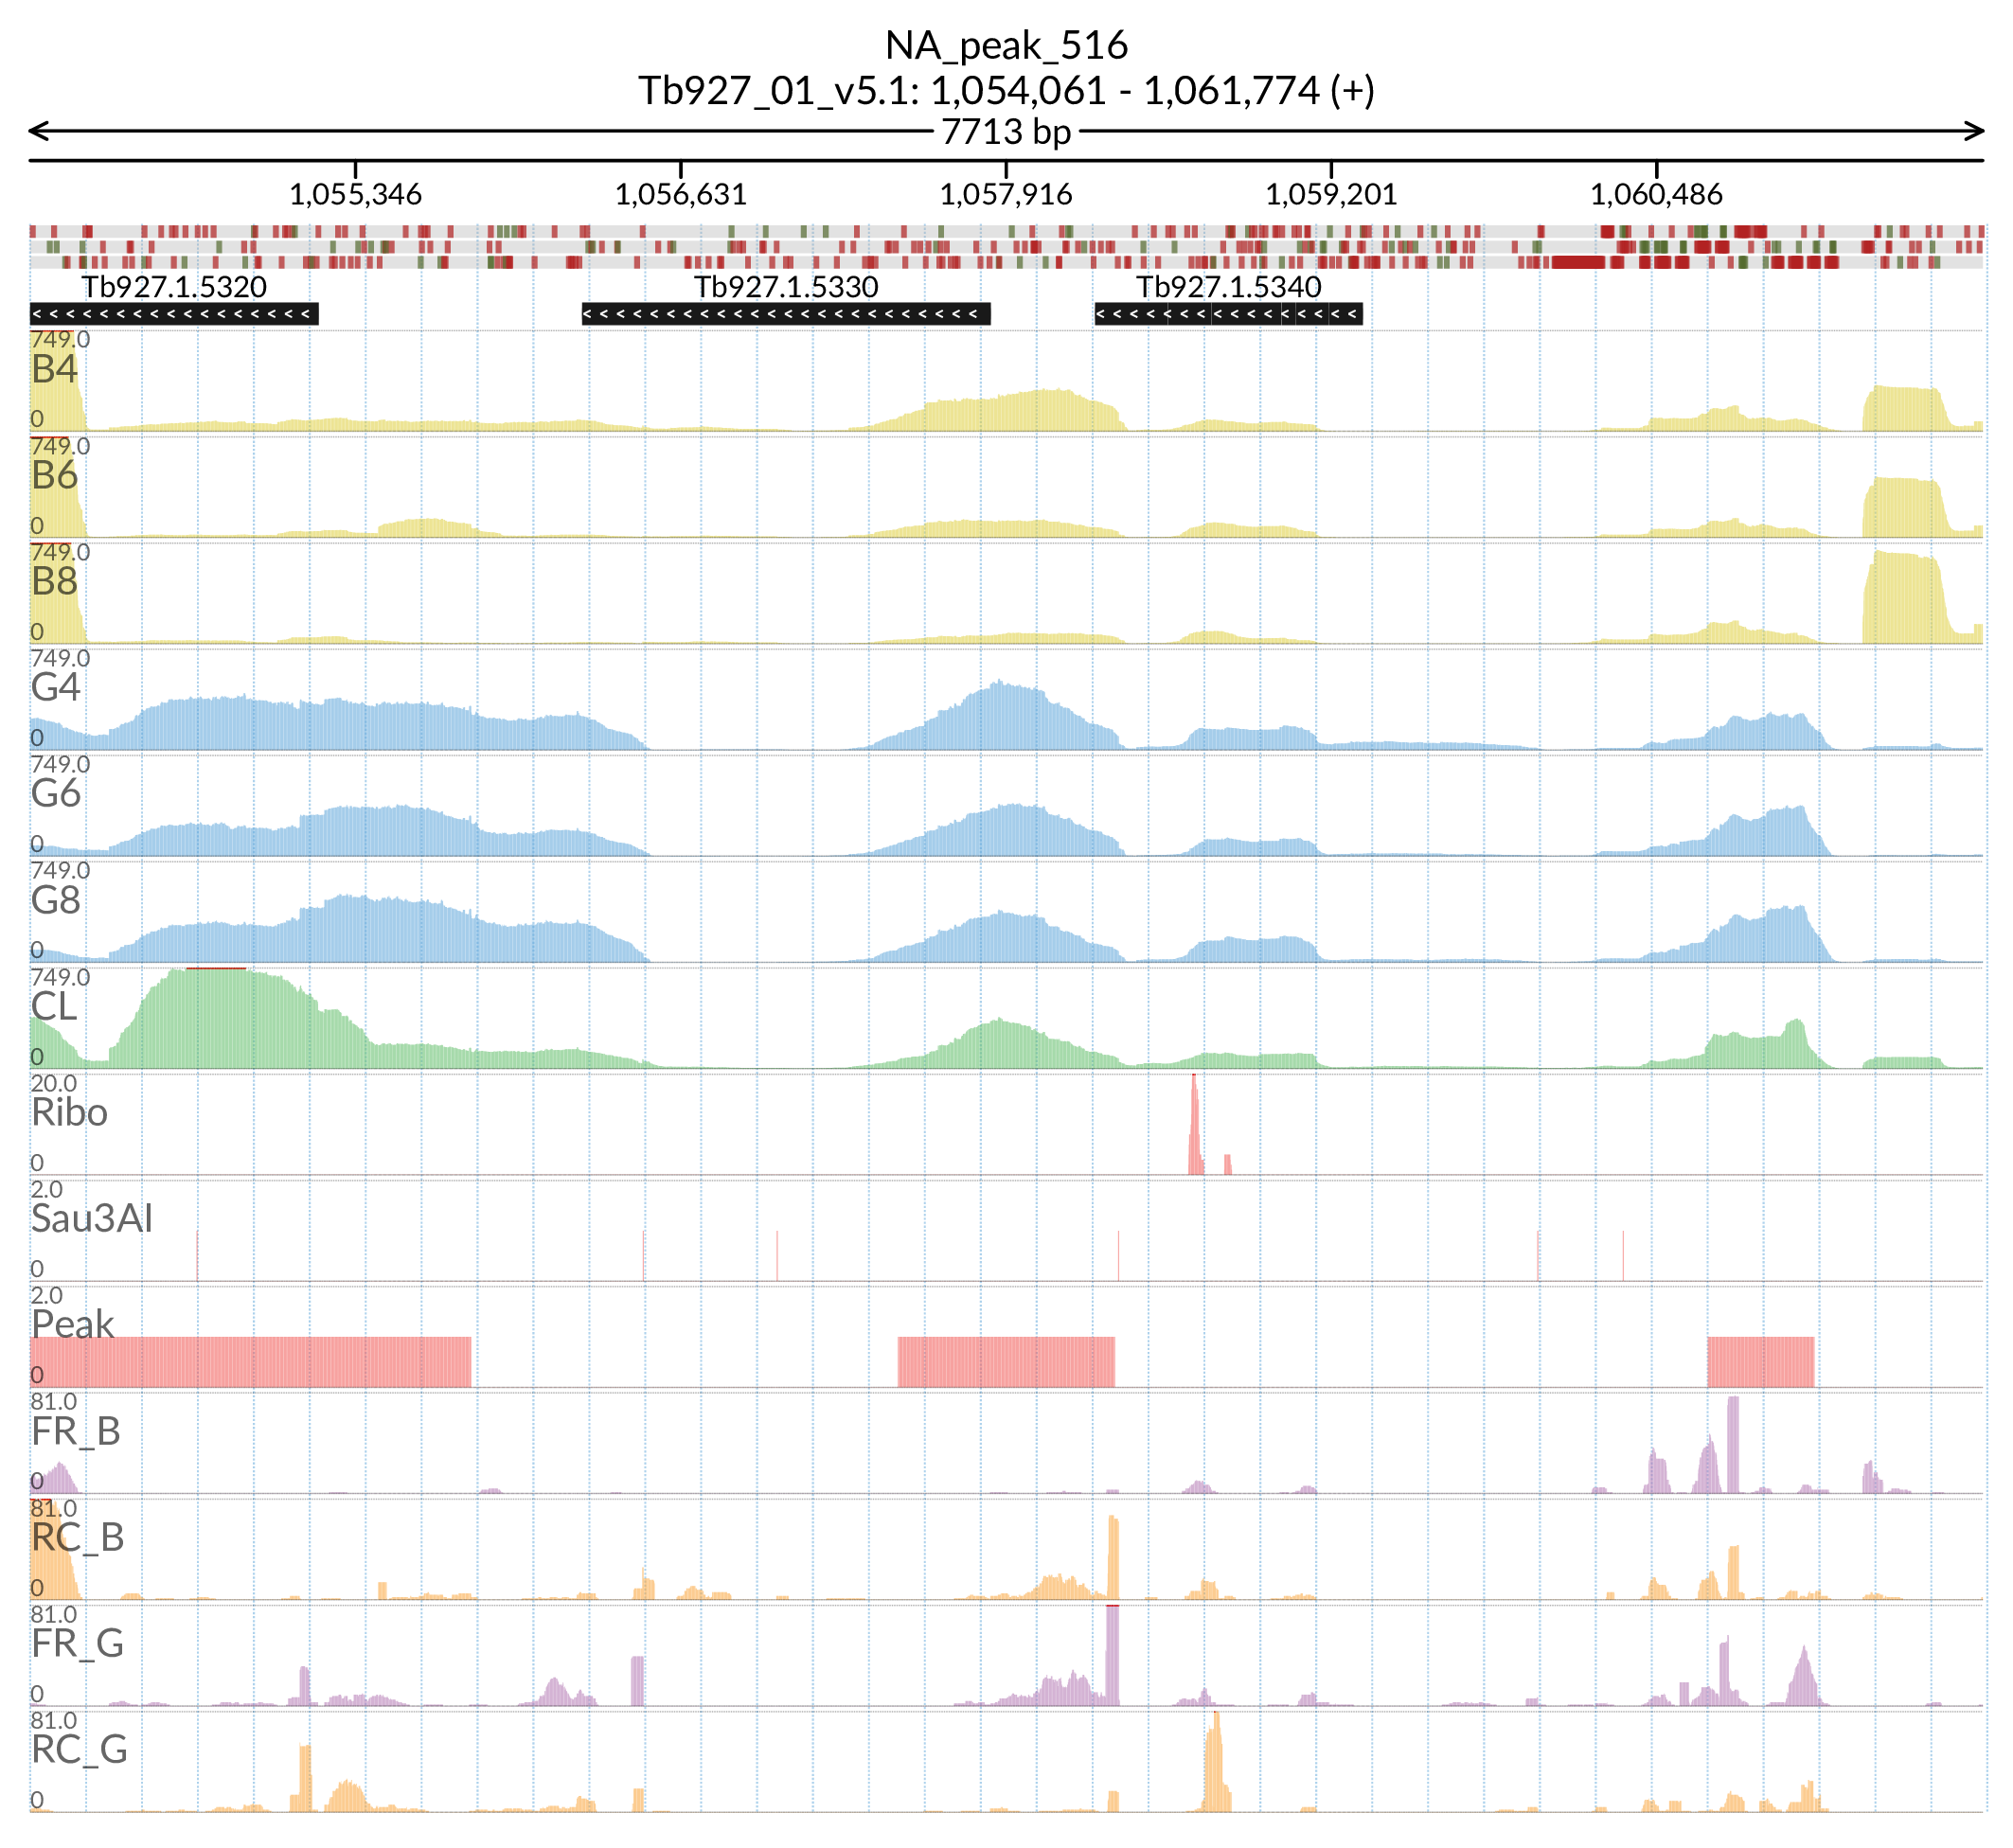 NA_peak_516
Tb927_01_v5.1: 1,054,061 - 1,061,774 (+)
7713 bp
1,055,346 1,056,631 1,057,916 1,059,201 1,060,486
Tb927.1.5320 Tb927.1.5330 Tb927.1.5340
749.0
B4
0
749.0
B6
0
749.0
B8
0
749.0
G4
0
749.0
G6
0
749.0
G8
0
749.0
CL
0
20.0
Ribo
0
2.0
Sau3AI
0
2.0
Peak
0
81.0
FR_B
0
81.0
RC_B
0
81.0
FR_G
0
81.0
RC_G
0